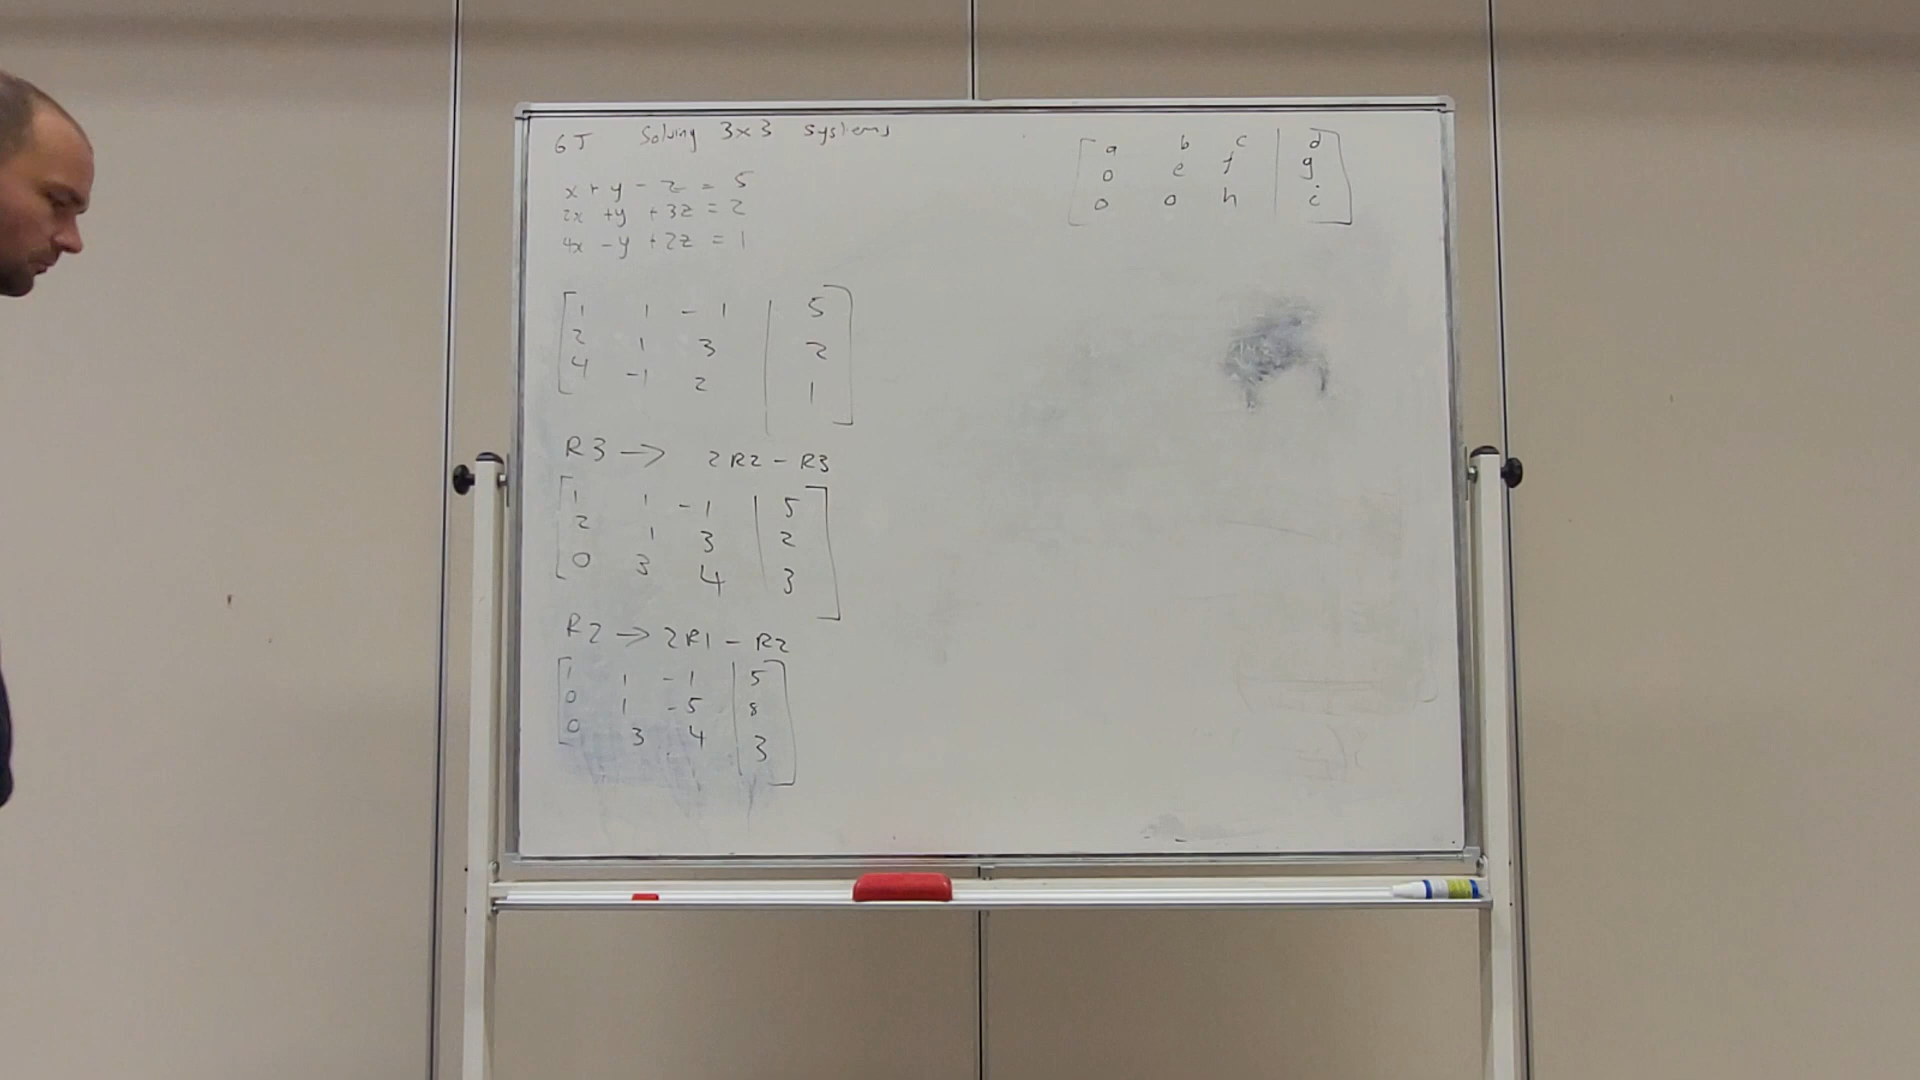 6J Solving 3x3 systems
x + y - z = 5
2x + y + 3z = 2
4x - y + 2z = 1
1 1 -1 | 5
2 1 3 | 2
4 -1 2 | 1
R3 → 2R2 - R3
1 1 -1 | 5
2 1 3 | 2
0 3 4 | 3
R2 → 2R1 - R2
1 1 -1 | 5
0 1 -5 | 8
0 3 4 | 3
a b c | d
0 e f | g
0 0 h | i